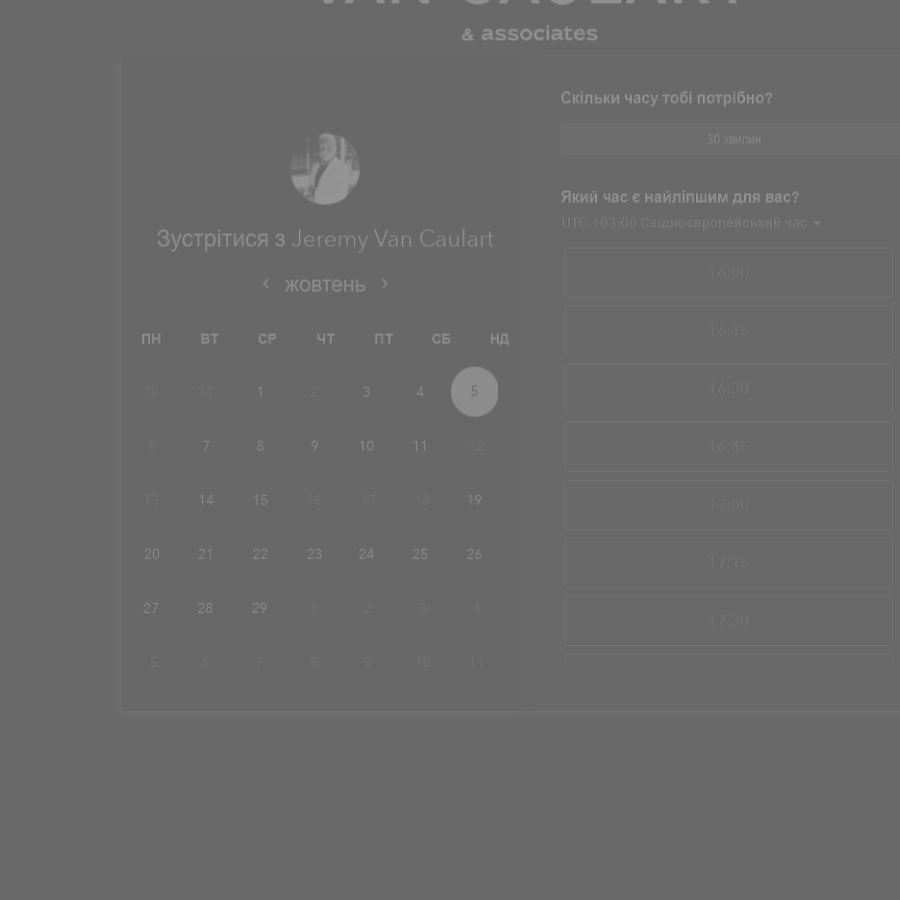 & associates
Скільки часу тобі потрібно?
30 хвилин
Який час є найліпшим для вас?
UTC +03:00 Східноєвропейський час
Зустрітися з Jeremy Van Caulart
жовтень
ПН ВТ СР ЧТ ПТ СБ НД
30 31 1 2 3 4 5
6 7 8 9 10 11 12
13 14 15 16 17 18 19
20 21 22 23 24 25 26
27 28 29 1 2 3 4
5 6 7 8 9 10 11
16:00
16:15
16:30
16:45
17:00
17:15
17:30